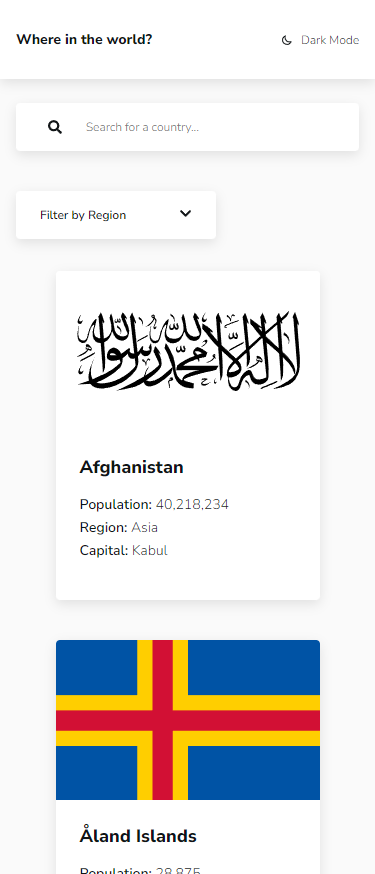 Where in the world?
Dark Mode
Search for a country...
Filter by Region
لا إله إلا الله محمد رسول الله
Afghanistan
Population: 40,218,234
Region: Asia
Capital: Kabul
Åland Islands
Population: 28,875